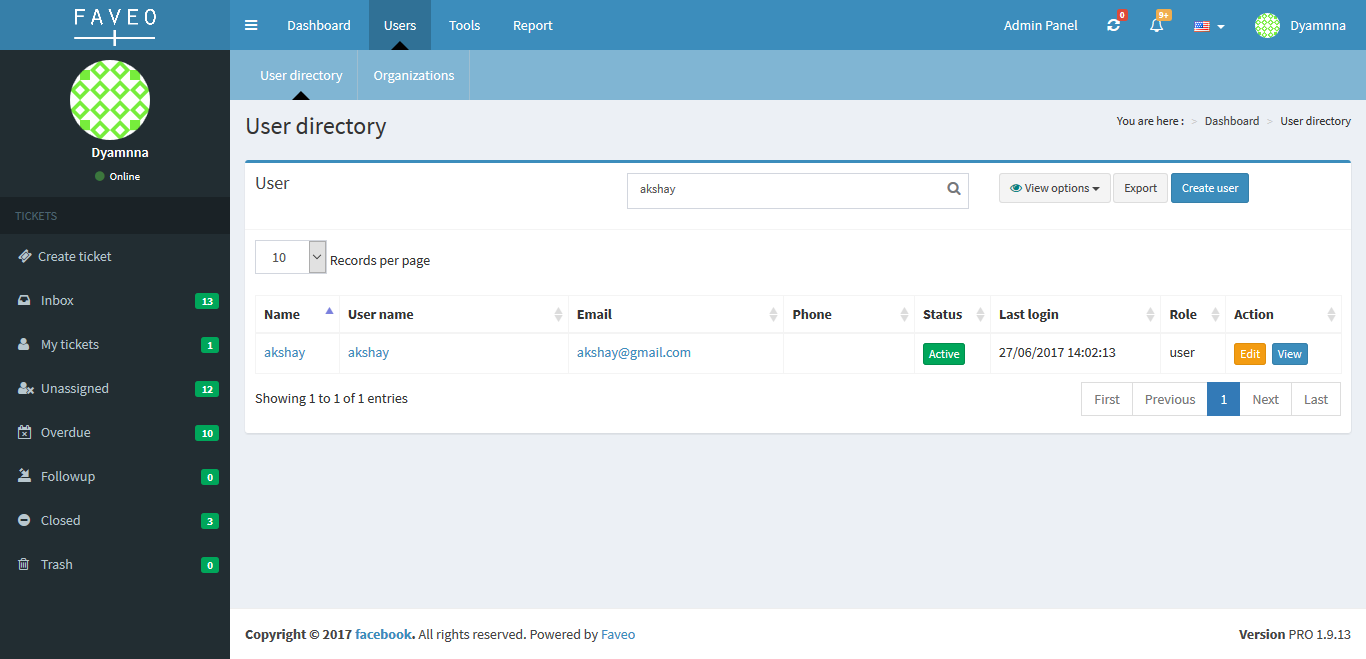 FAVEO
Dashboard
Users
Tools
Report
Admin Panel
0
9+
Dyamnna
User directory
Organizations
Dyamnna
Online
TICKETS
Create ticket
Inbox 13
My tickets 1
Unassigned 12
Overdue 10
Followup 0
Closed 3
Trash 0
User directory
You are here : > Dashboard > User directory
User
akshay
View options
Export
Create user
10 Records per page
Name User name Email Phone Status Last login Role Action
akshay akshay akshay@gmail.com Active 27/06/2017 14:02:13 user Edit View
Showing 1 to 1 of 1 entries
First Previous 1 Next Last
Copyright © 2017 facebook. All rights reserved. Powered by Faveo
Version PRO 1.9.13